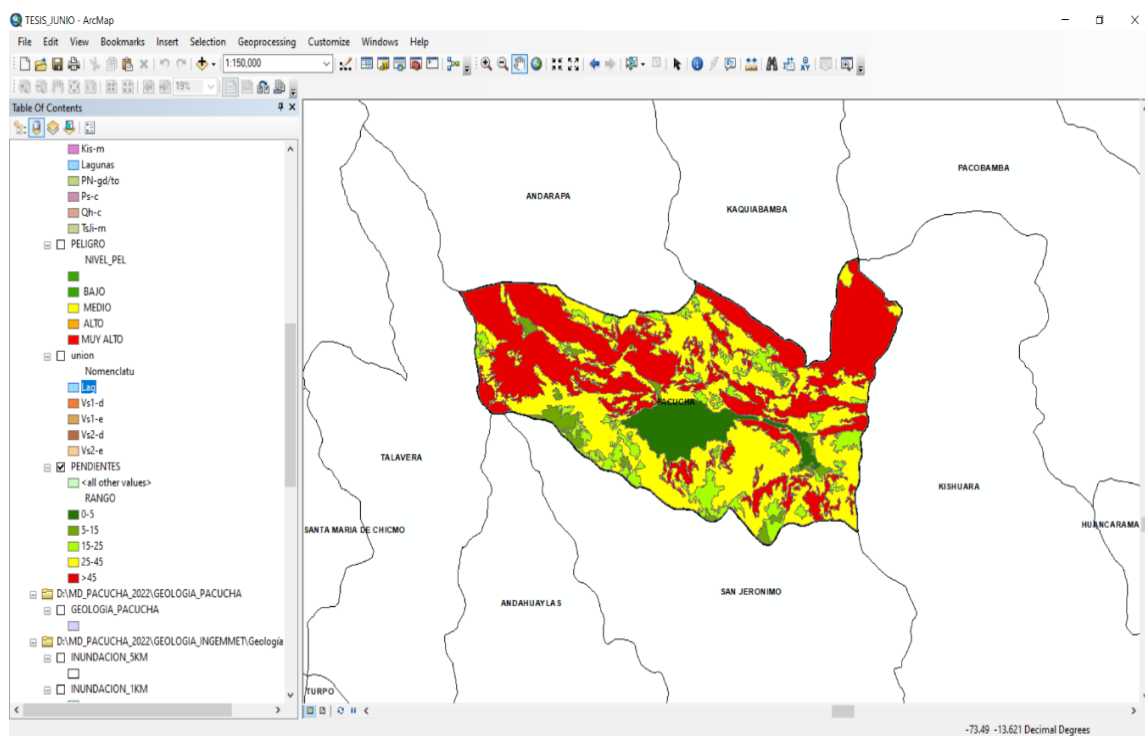 TESIS_JUNIO - ArcMap
File Edit View Bookmarks Insert Selection Geoprocessing Customize Windows Help
1:150,000
19%
Table Of Contents
Kis-m
Lagunas
PN-gd/to
Ps-c
Qh-c
TsJi-m
PELIGRO
NIVEL_PEL
BAJO
MEDIO
ALTO
MUY ALTO
union
Nomenclatu
Lag
Vs1-d
Vs1-e
Vs2-d
Vs2-e
PENDIENTES
<all other values>
RANGO
0-5
5-15
15-25
25-45
>45
D:\MD_PACUCHA_2022\GEOLOGIA_PACUCHA
GEOLOGIA_PACUCHA
D:\MD_PACUCHA_2022\GEOLOGIA_INGEMMET\Geología
INUNDACION_5KM
INUNDACION_1KM
PACOBAMBA
ANDARAPA
KAQUIABAMBA
PACUCHA
TALAVERA
KISHUARA
SANTA MARIA DE CHICMO
HUANCARAMA
SAN JERONIMO
ANDAHUAYLAS
TURPO
-73.49 -13.621 Decimal Degrees